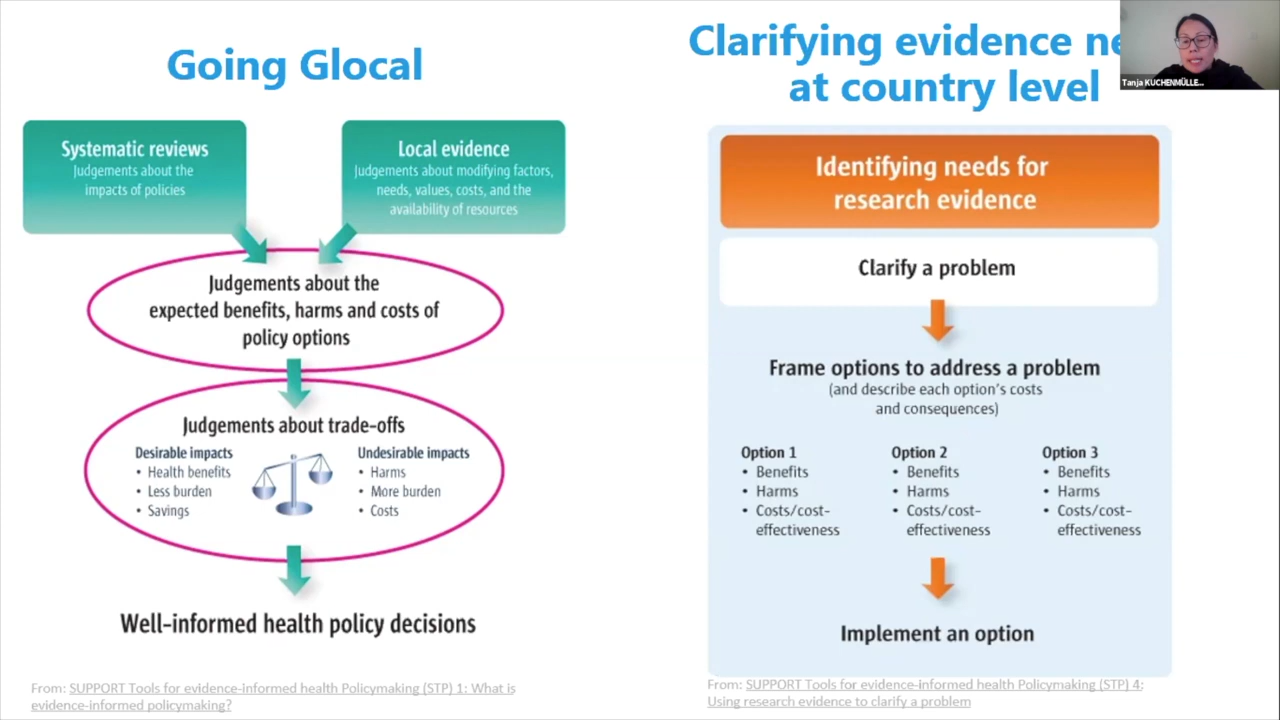 Going Glocal
Systematic reviews
Judgements about the
impacts of policies
Local evidence
Judgements about modifying factors,
needs, values, costs, and the
availability of resources
Judgements about the
expected benefits, harms and costs of
policy options
Judgements about trade-offs
Desirable impacts
• Health benefits
• Less burden
• Savings
Undesirable impacts
• Harms
• More burden
• Costs
Well-informed health policy decisions
From: SUPPORT Tools for evidence-informed health Policymaking (STP) 1: What is
evidence-informed policymaking?
Clarifying evidence ne
at country level
Tanja KUCHENMÜLLE...
Identifying needs for
research evidence
Clarify a problem
Frame options to address a problem
(and describe each option's costs
and consequences)
Option 1
• Benefits
• Harms
• Costs/cost-
effectiveness
Option 2
• Benefits
• Harms
• Costs/cost-
effectiveness
Option 3
• Benefits
• Harms
• Costs/cost-
effectiveness
Implement an option
From: SUPPORT Tools for evidence-informed health Policymaking (STP) 4:
Using research evidence to clarify a problem